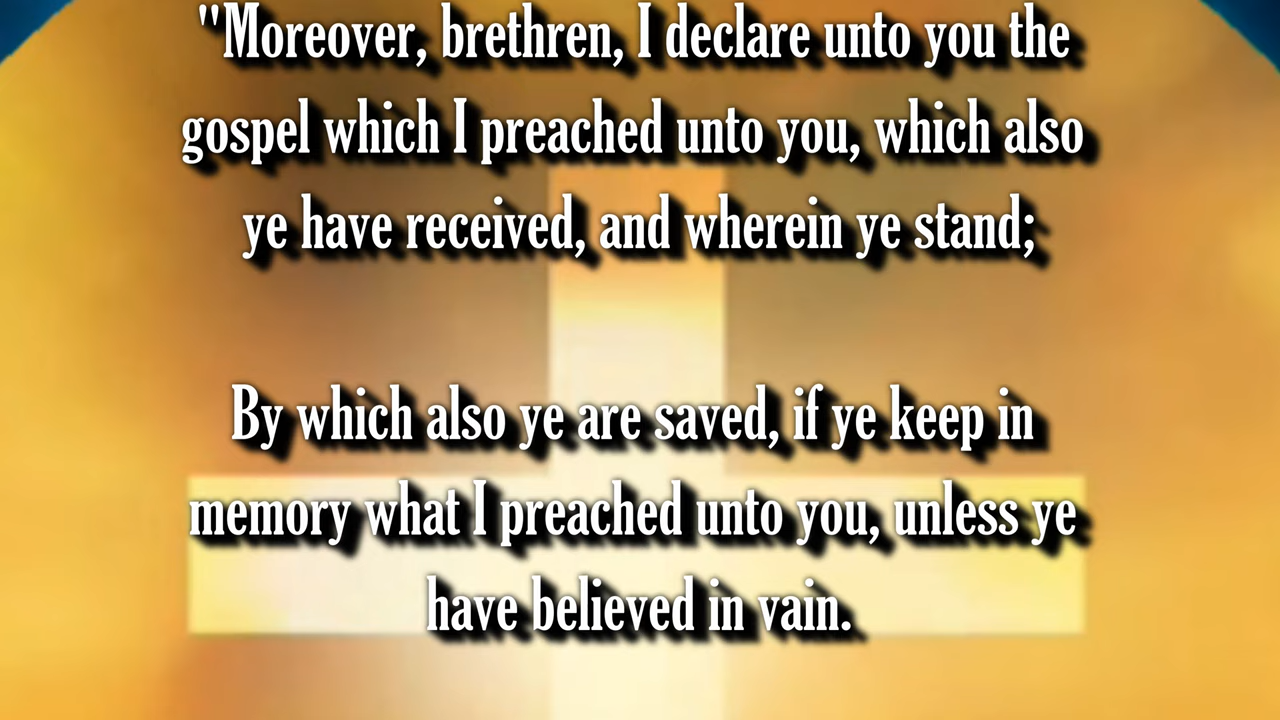 "Moreover, brethren, I declare unto you the
gospel which I preached unto you, which also
ye have received, and wherein ye stand;
By which also ye are saved, if ye keep in
memory what I preached unto you, unless ye
have believed in vain.